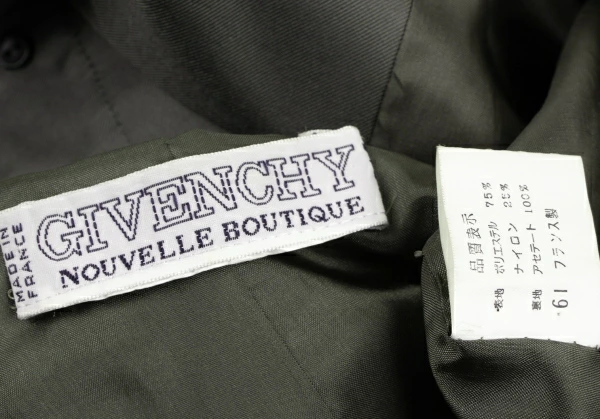 MADE IN
FRANCE
GIVENCHY
NOUVELLE BOUTIQUE
品質表示
表地 ポリエステル 75%
ナイロン 25%
裏地 アセテート 100%
61 フランス製